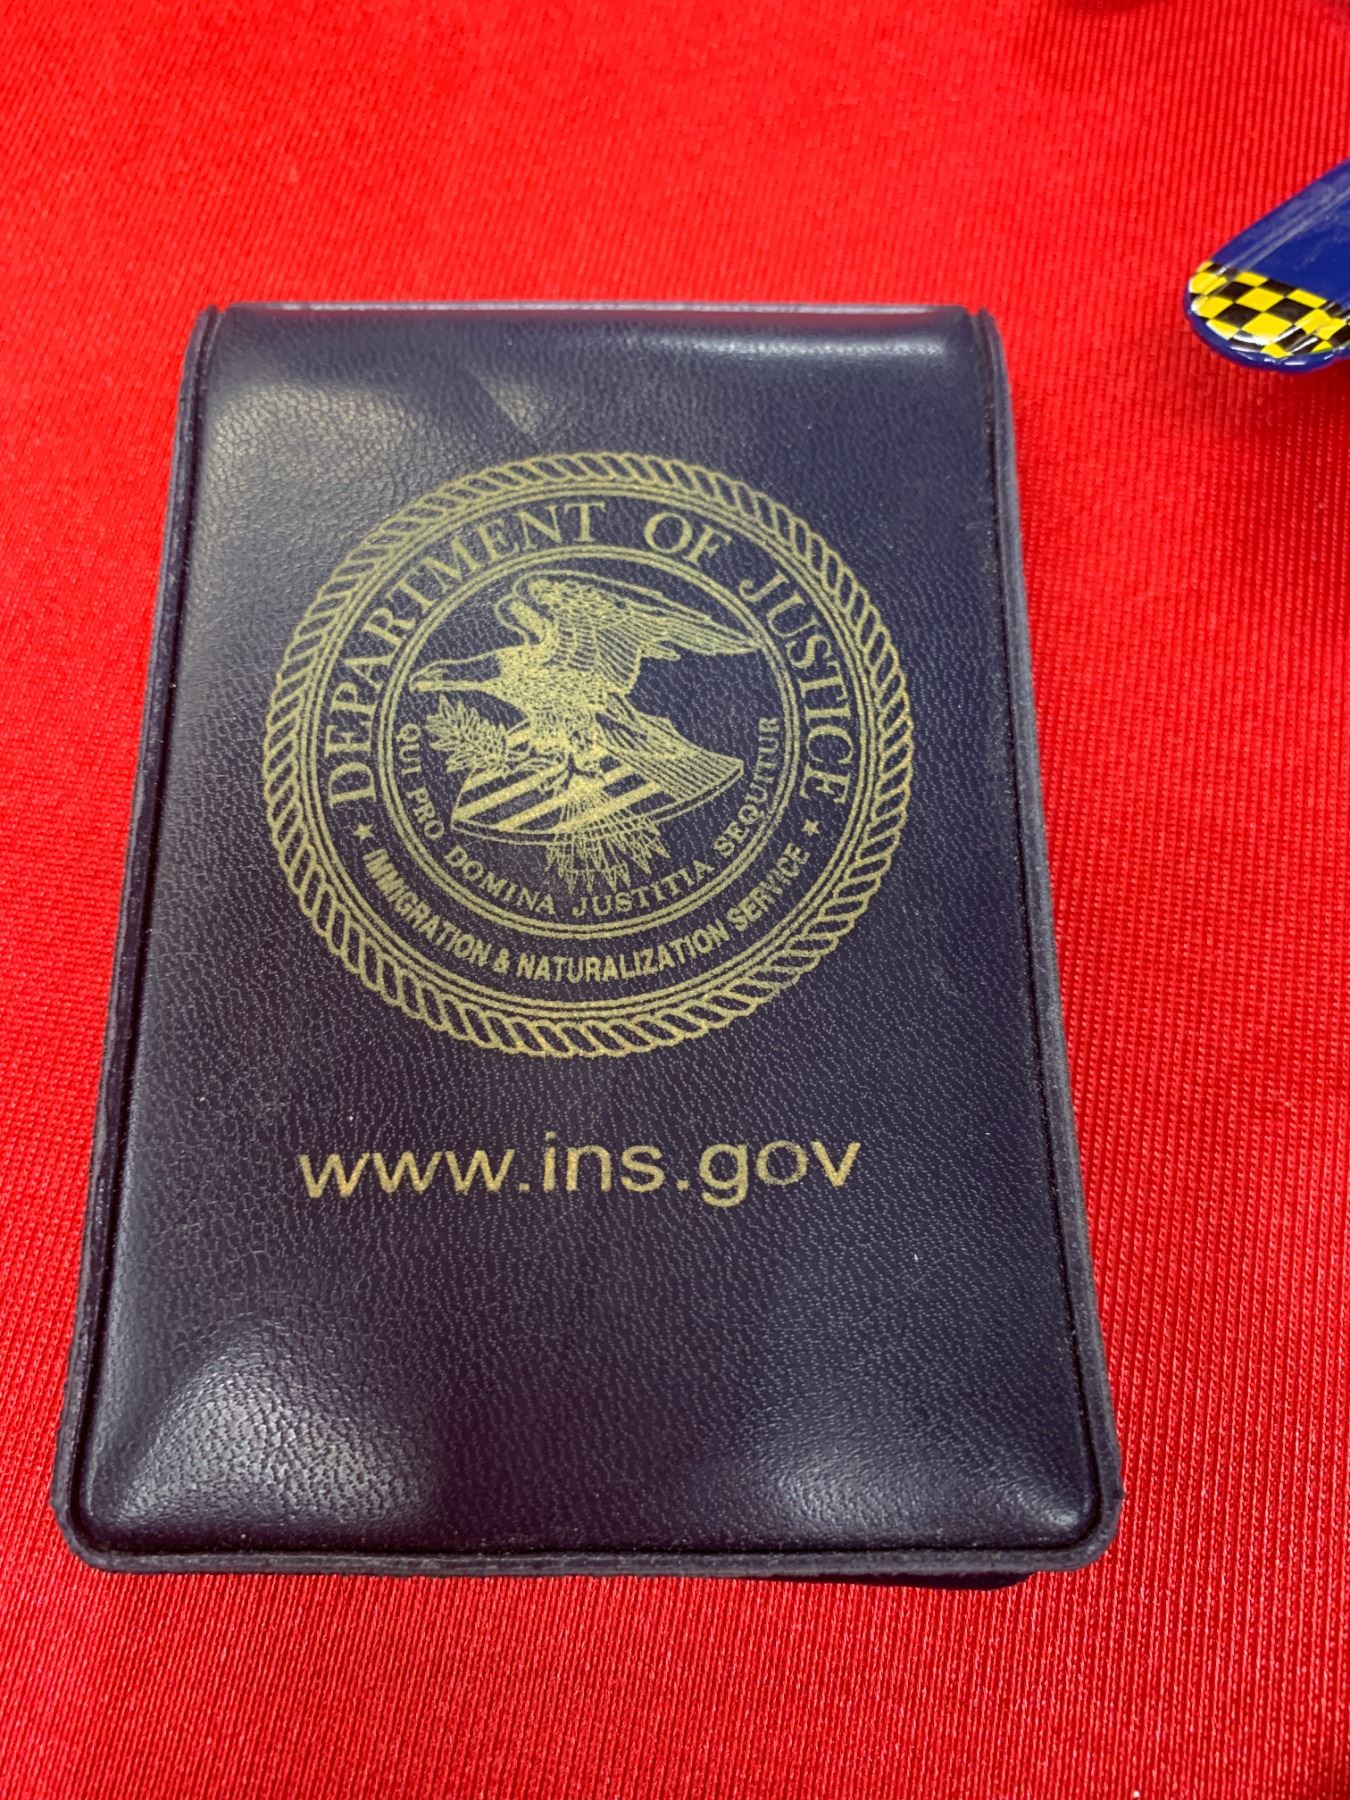 DEPARTMENT OF JUSTICE
QUI PRO DOMINA JUSTITIA SEQUITUR
IMMIGRATION & NATURALIZATION SERVICE
www.ins.gov